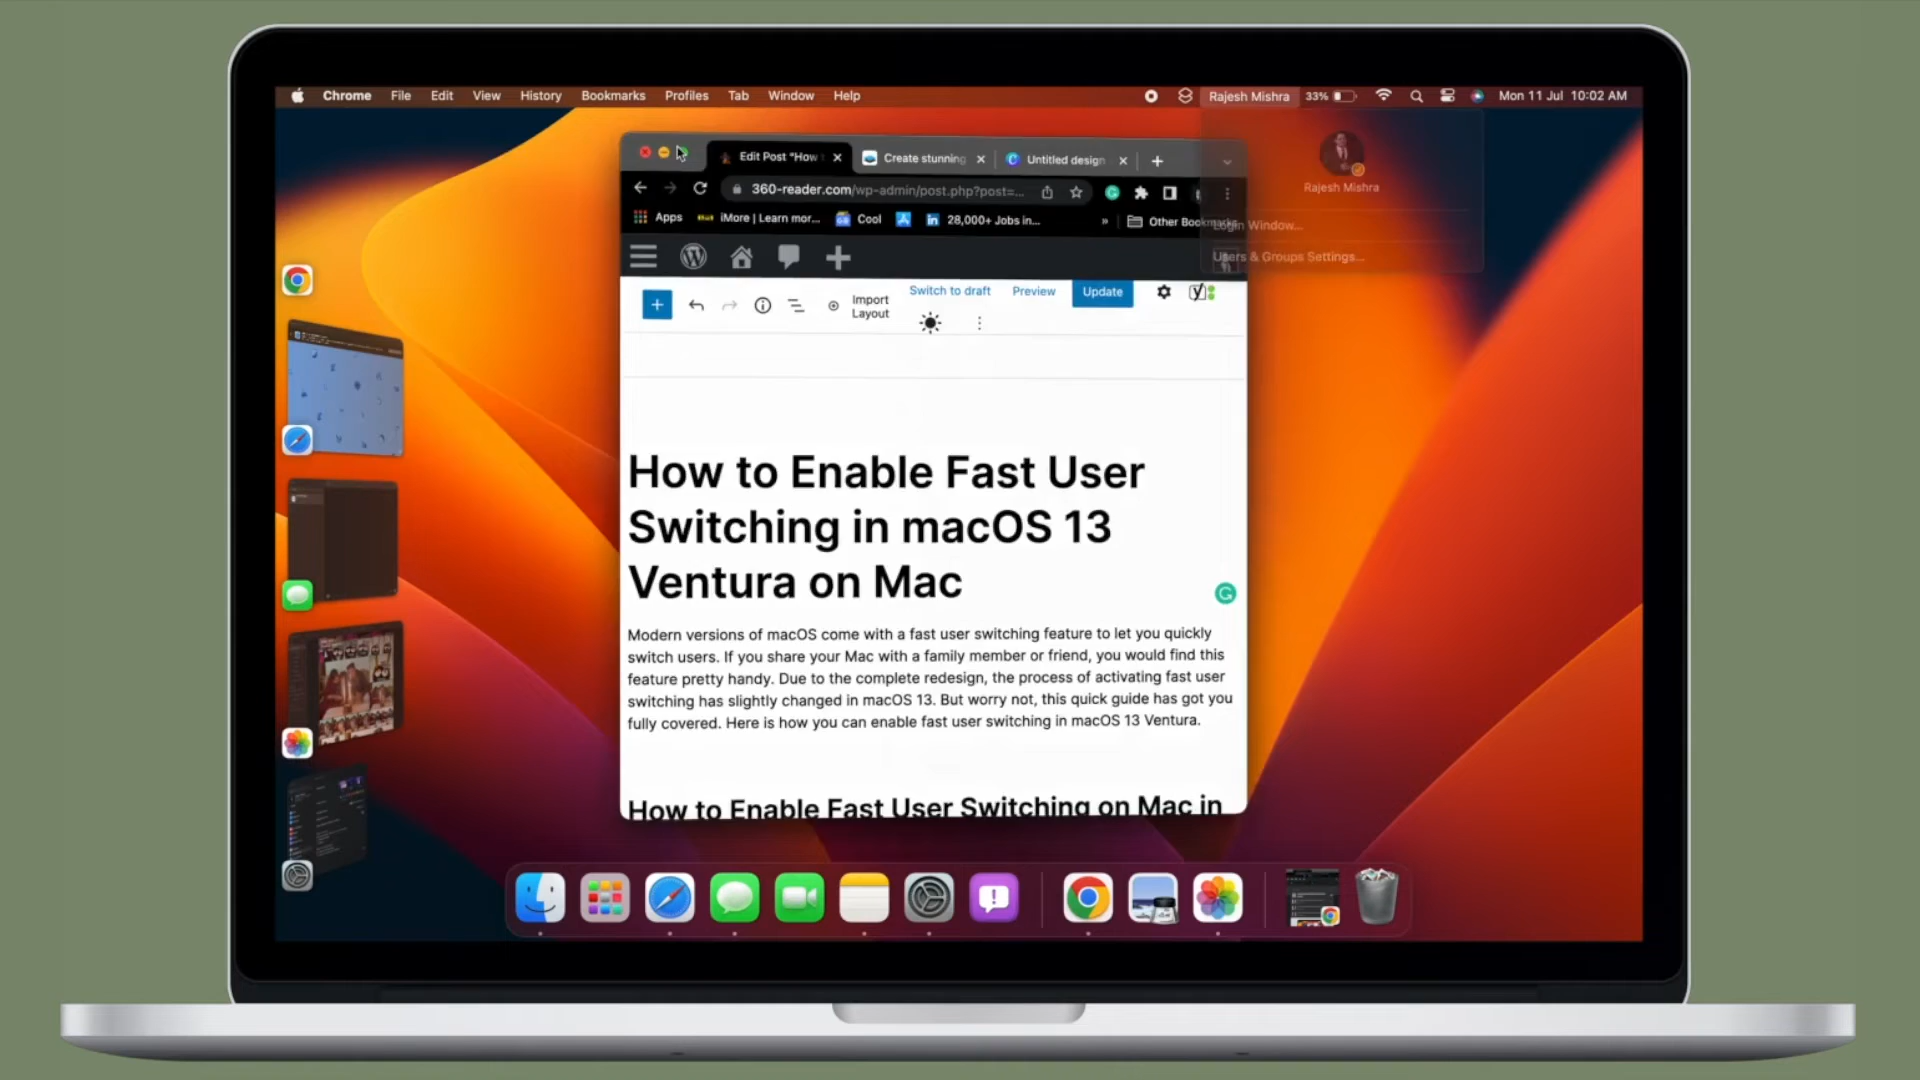 Chrome File Edit View History Bookmarks Profiles Tab Window Help Rajesh Mishra 33% Mon 11 Jul 10:02 AM
Edit Post "How t Create stunning Untitled design
Rajesh Mishra
360-reader.com/wp-admin/post.php?post=...
Apps iMore | Learn mor... Cool 28,000+ Jobs in... » Other Bookmarks
Login Window...
Users & Groups Settings...
Import
Layout
Switch to draft Preview Update
How to Enable Fast User
Switching in macOS 13
Ventura on Mac
Modern versions of macOS come with a fast user switching feature to let you quickly
switch users. If you share your Mac with a family member or friend, you would find this
feature pretty handy. Due to the complete redesign, the process of activating fast user
switching has slightly changed in macOS 13. But worry not, this quick guide has got you
fully covered. Here is how you can enable fast user switching in macOS 13 Ventura.
How to Enable Fast User Switching on Mac in